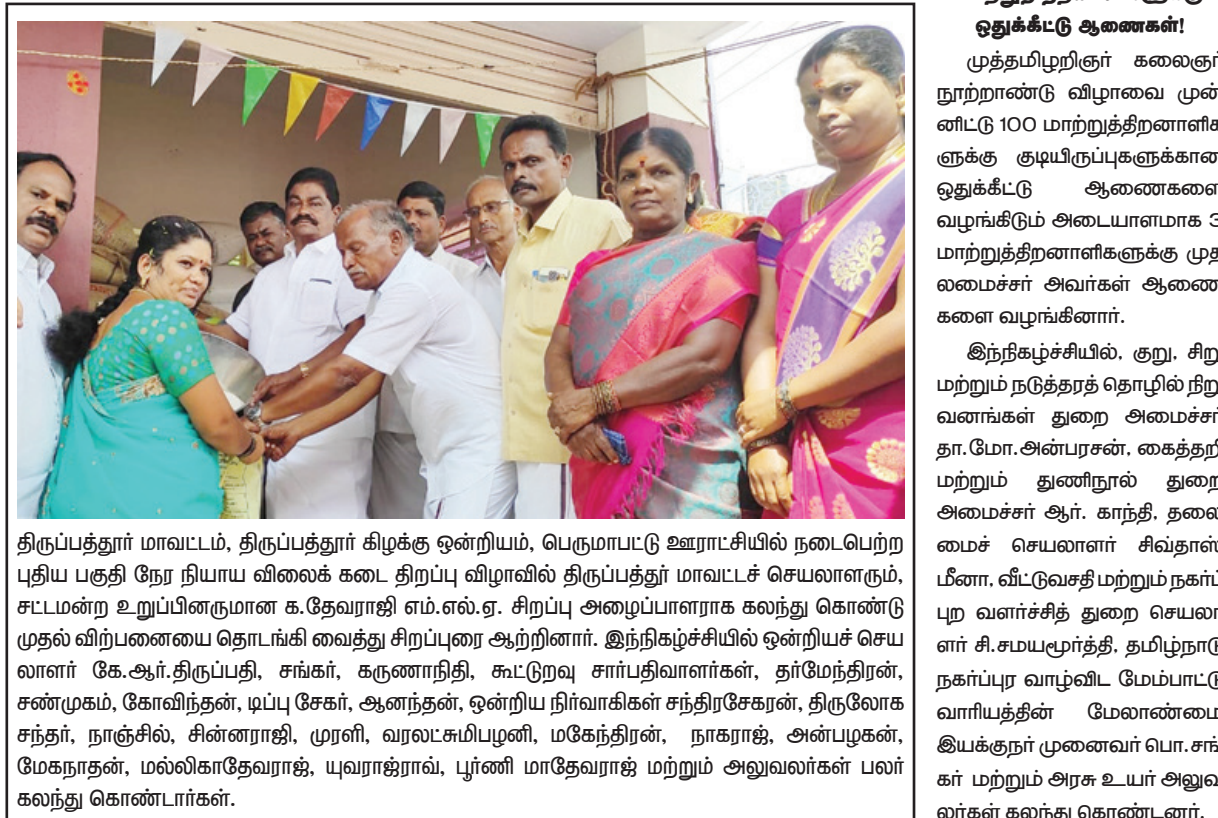 திருப்பத்தூர் மாவட்டம், திருப்பத்தூர் கிழக்கு ஒன்றியம், பெருமாபட்டு ஊராட்சியில் நடைபெற்ற
புதிய பகுதி நேர நியாய விலைக் கடை திறப்பு விழாவில் திருப்பத்துர் மாவட்டச் செயலாளரும்,
சட்டமன்ற உறுப்பினருமான க.தேவராஜி எம்.எல்.ஏ. சிறப்பு அழைப்பாளராக கலந்து கொண்டு
முதல் விற்பனையை தொடங்கி வைத்து சிறப்புரை ஆற்றினார். இந்நிகழ்ச்சியில் ஒன்றியச் செய
லாளர் கே.ஆர்.திருப்பதி, சங்கர், கருணாநிதி, கூட்டுறவு சார்பதிவாளர்கள், தர்மேந்திரன்,
சண்முகம், கோவிந்தன், டிப்பு சேகர், ஆனந்தன், ஒன்றிய நிர்வாகிகள் சந்திரசேகரன், திருலோக
சந்தர், நாஞ்சில், சின்னராஜி, முரளி, வரலட்சுமிபழனி, மகேந்திரன், நாகராஜ், அன்பழகன்,
மேகநாதன், மல்லிகாதேவராஜ், யுவராஜ்ராவ், பூர்ணி மாதேவராஜ் மற்றும் அலுவலர்கள் பலர்
கலந்து கொண்டார்கள்.
ஒதுக்கீட்டு ஆணைகள்!
முத்தமிழறிஞர் கலைஞர்
நூற்றாண்டு விழாவை முன்
னிட்டு 100 மாற்றுத்திறனாளிக
ளுக்கு குடியிருப்புகளுக்கான
ஒதுக்கீட்டு ஆணைகளை
வழங்கிடும் அடையாளமாக 3
மாற்றுத்திறனாளிகளுக்கு முத
லமைச்சர் அவர்கள் ஆணை
களை வழங்கினார்.
இந்நிகழ்ச்சியில், குறு, சிறு
மற்றும் நடுத்தரத் தொழில் நிறு
வனங்கள் துறை அமைச்சர்
தா.மோ.அன்பரசன், கைத்தறி
மற்றும் துணிநூல் துறை
அமைச்சர் ஆர். காந்தி, தலை
மைச் செயலாளர் சிவ்தாஸ்
மீனா, வீட்டுவசதி மற்றும் நகர்ப்
புற வளர்ச்சித் துறை செயலா
ளர் சி.சமயமூர்த்தி, தமிழ்நாடு
நகர்ப்புர வாழ்விட மேம்பாட்டு
வாரியத்தின் மேலாண்மை
இயக்குநர் முனைவர் பொ.சங்
கர் மற்றும் அரசு உயர் அலுவ
லர்கள் கலந்து கொண்டனர்.